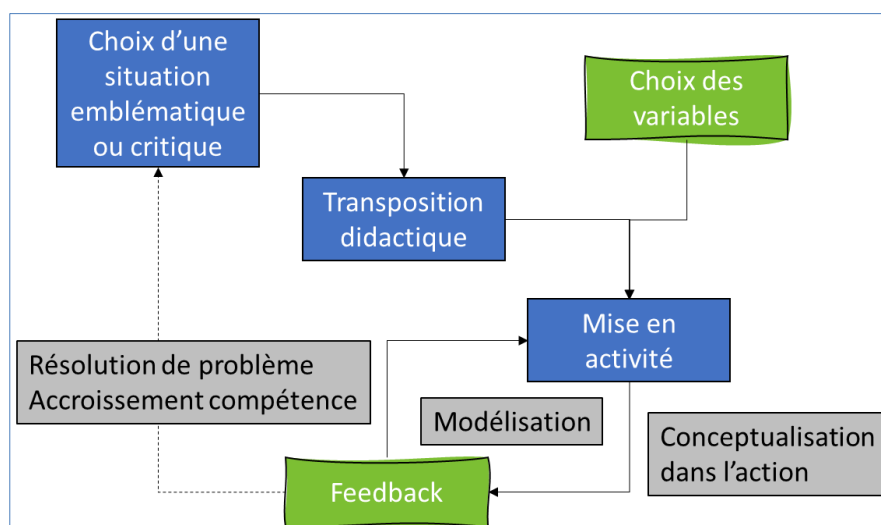 Choix d'une
situation
emblématique
ou critique
Choix des
variables
Transposition
didactique
Mise en
activité
Résolution de problème
Accroissement compétence
Modélisation
Conceptualisation
dans l'action
Feedback